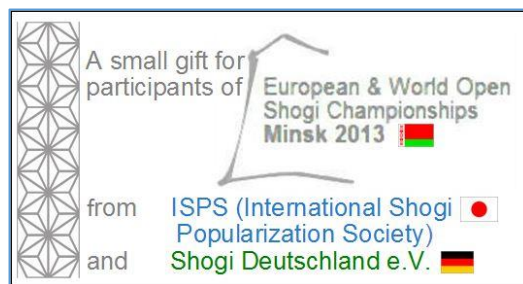 A small gift for
participants of
European & World Open
Shogi Championships
Minsk 2013
from ISPS (International Shogi
Popularization Society)
and Shogi Deutschland e.V.